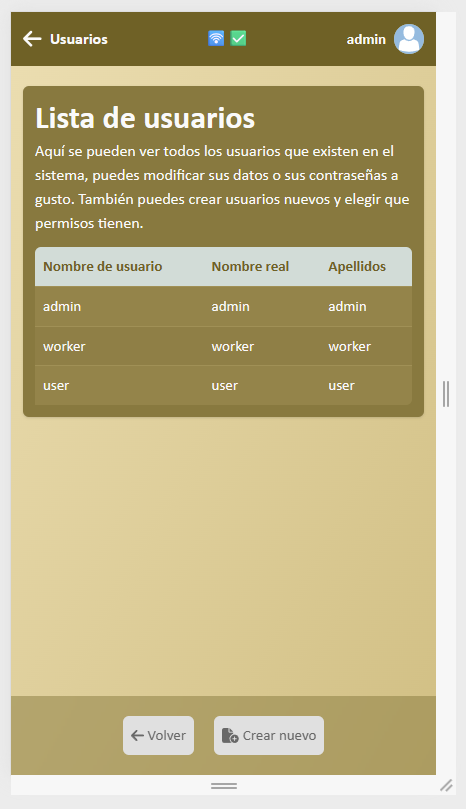 Usuarios admin
Lista de usuarios
Aquí se pueden ver todos los usuarios que existen en el
sistema, puedes modificar sus datos o sus contraseñas a
gusto. También puedes crear usuarios nuevos y elegir que
permisos tienen.
Nombre de usuario Nombre real Apellidos
admin admin admin
worker worker worker
user user user
Volver Crear nuevo